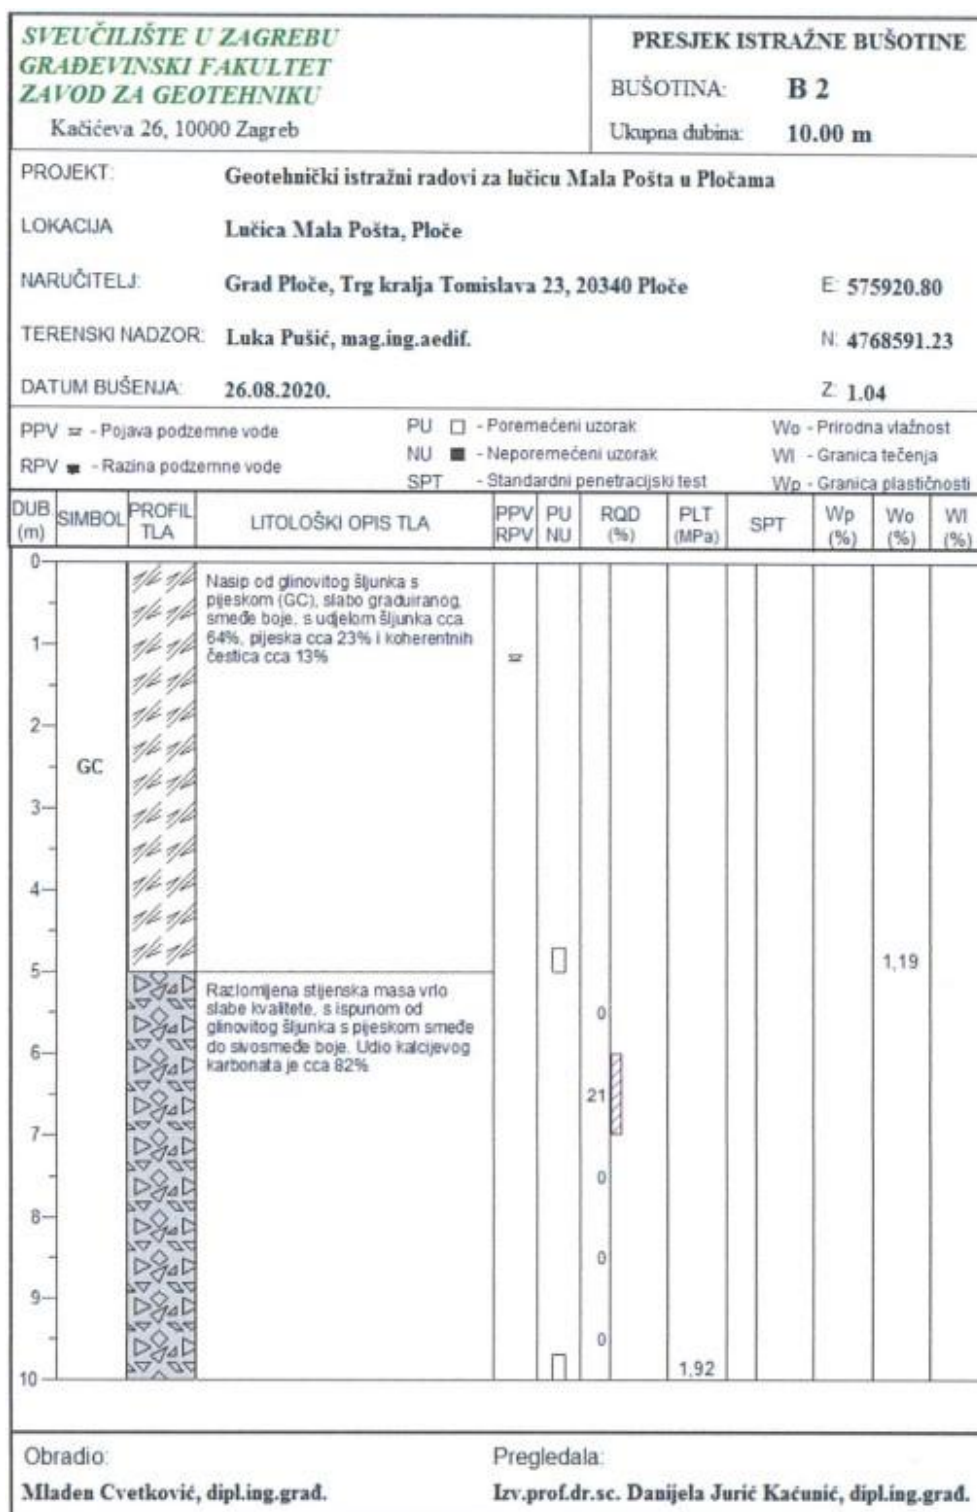 SVEUČILIŠTE U ZAGREBU
GRAĐEVINSKI FAKULTET
ZAVOD ZA GEOTEHNIKU
Kačićeva 26, 10000 Zagreb
PRESJEK ISTRAŽNE BUŠOTINE
BUŠOTINA: B 2
Ukupna dubina: 10.00 m
PROJEKT: Geotehnički istražni radovi za lučicu Mala Pošta u Pločama
LOKACIJA Lučica Mala Pošta, Ploče
NARUČITELJ: Grad Ploče, Trg kralja Tomislava 23, 20340 Ploče E: 575920.80
TERENSKI NADZOR: Luka Pušić, mag.ing.aedif. N: 4768591.23
DATUM BUŠENJA: 26.08.2020. Z: 1.04
PPV - Pojava podzemne vode PU - Poremećeni uzorak Wo - Prirodna vlažnost
RPV - Razina podzemne vode NU - Neporemećeni uzorak Wl - Granica tečenja
SPT - Standardni penetracijski test Wp - Granica plastičnosti
DUB. (m) SIMBOL PROFIL TLA LITOLOŠKI OPIS TLA PPV RPV PU NU RQD (%) PLT (MPa) SPT Wp (%) Wo (%) Wl (%)
0
Nasip od glinovitog šljunka s
pijeskom (GC), slabo graduiranog,
smeđe boje, s udjelom šljunka cca
64%, pijeska cca 23% i koherentnih
čestica cca 13%
1
2
GC
3
4
5
1,19
Razlomljena stijenska masa vrlo
slabe kvalitete, s ispunom od
glinovitog šljunka s pijeskom smeđe
do sivosmeđe boje. Udio kalcijevog
karbonata je cca 82%
0
6
21
7
0
8
0
9
0
10
1,92
Obradio:
Mladen Cvetković, dipl.ing.građ.
Pregledala:
Izv.prof.dr.sc. Danijela Jurić Kaćunić, dipl.ing.građ.